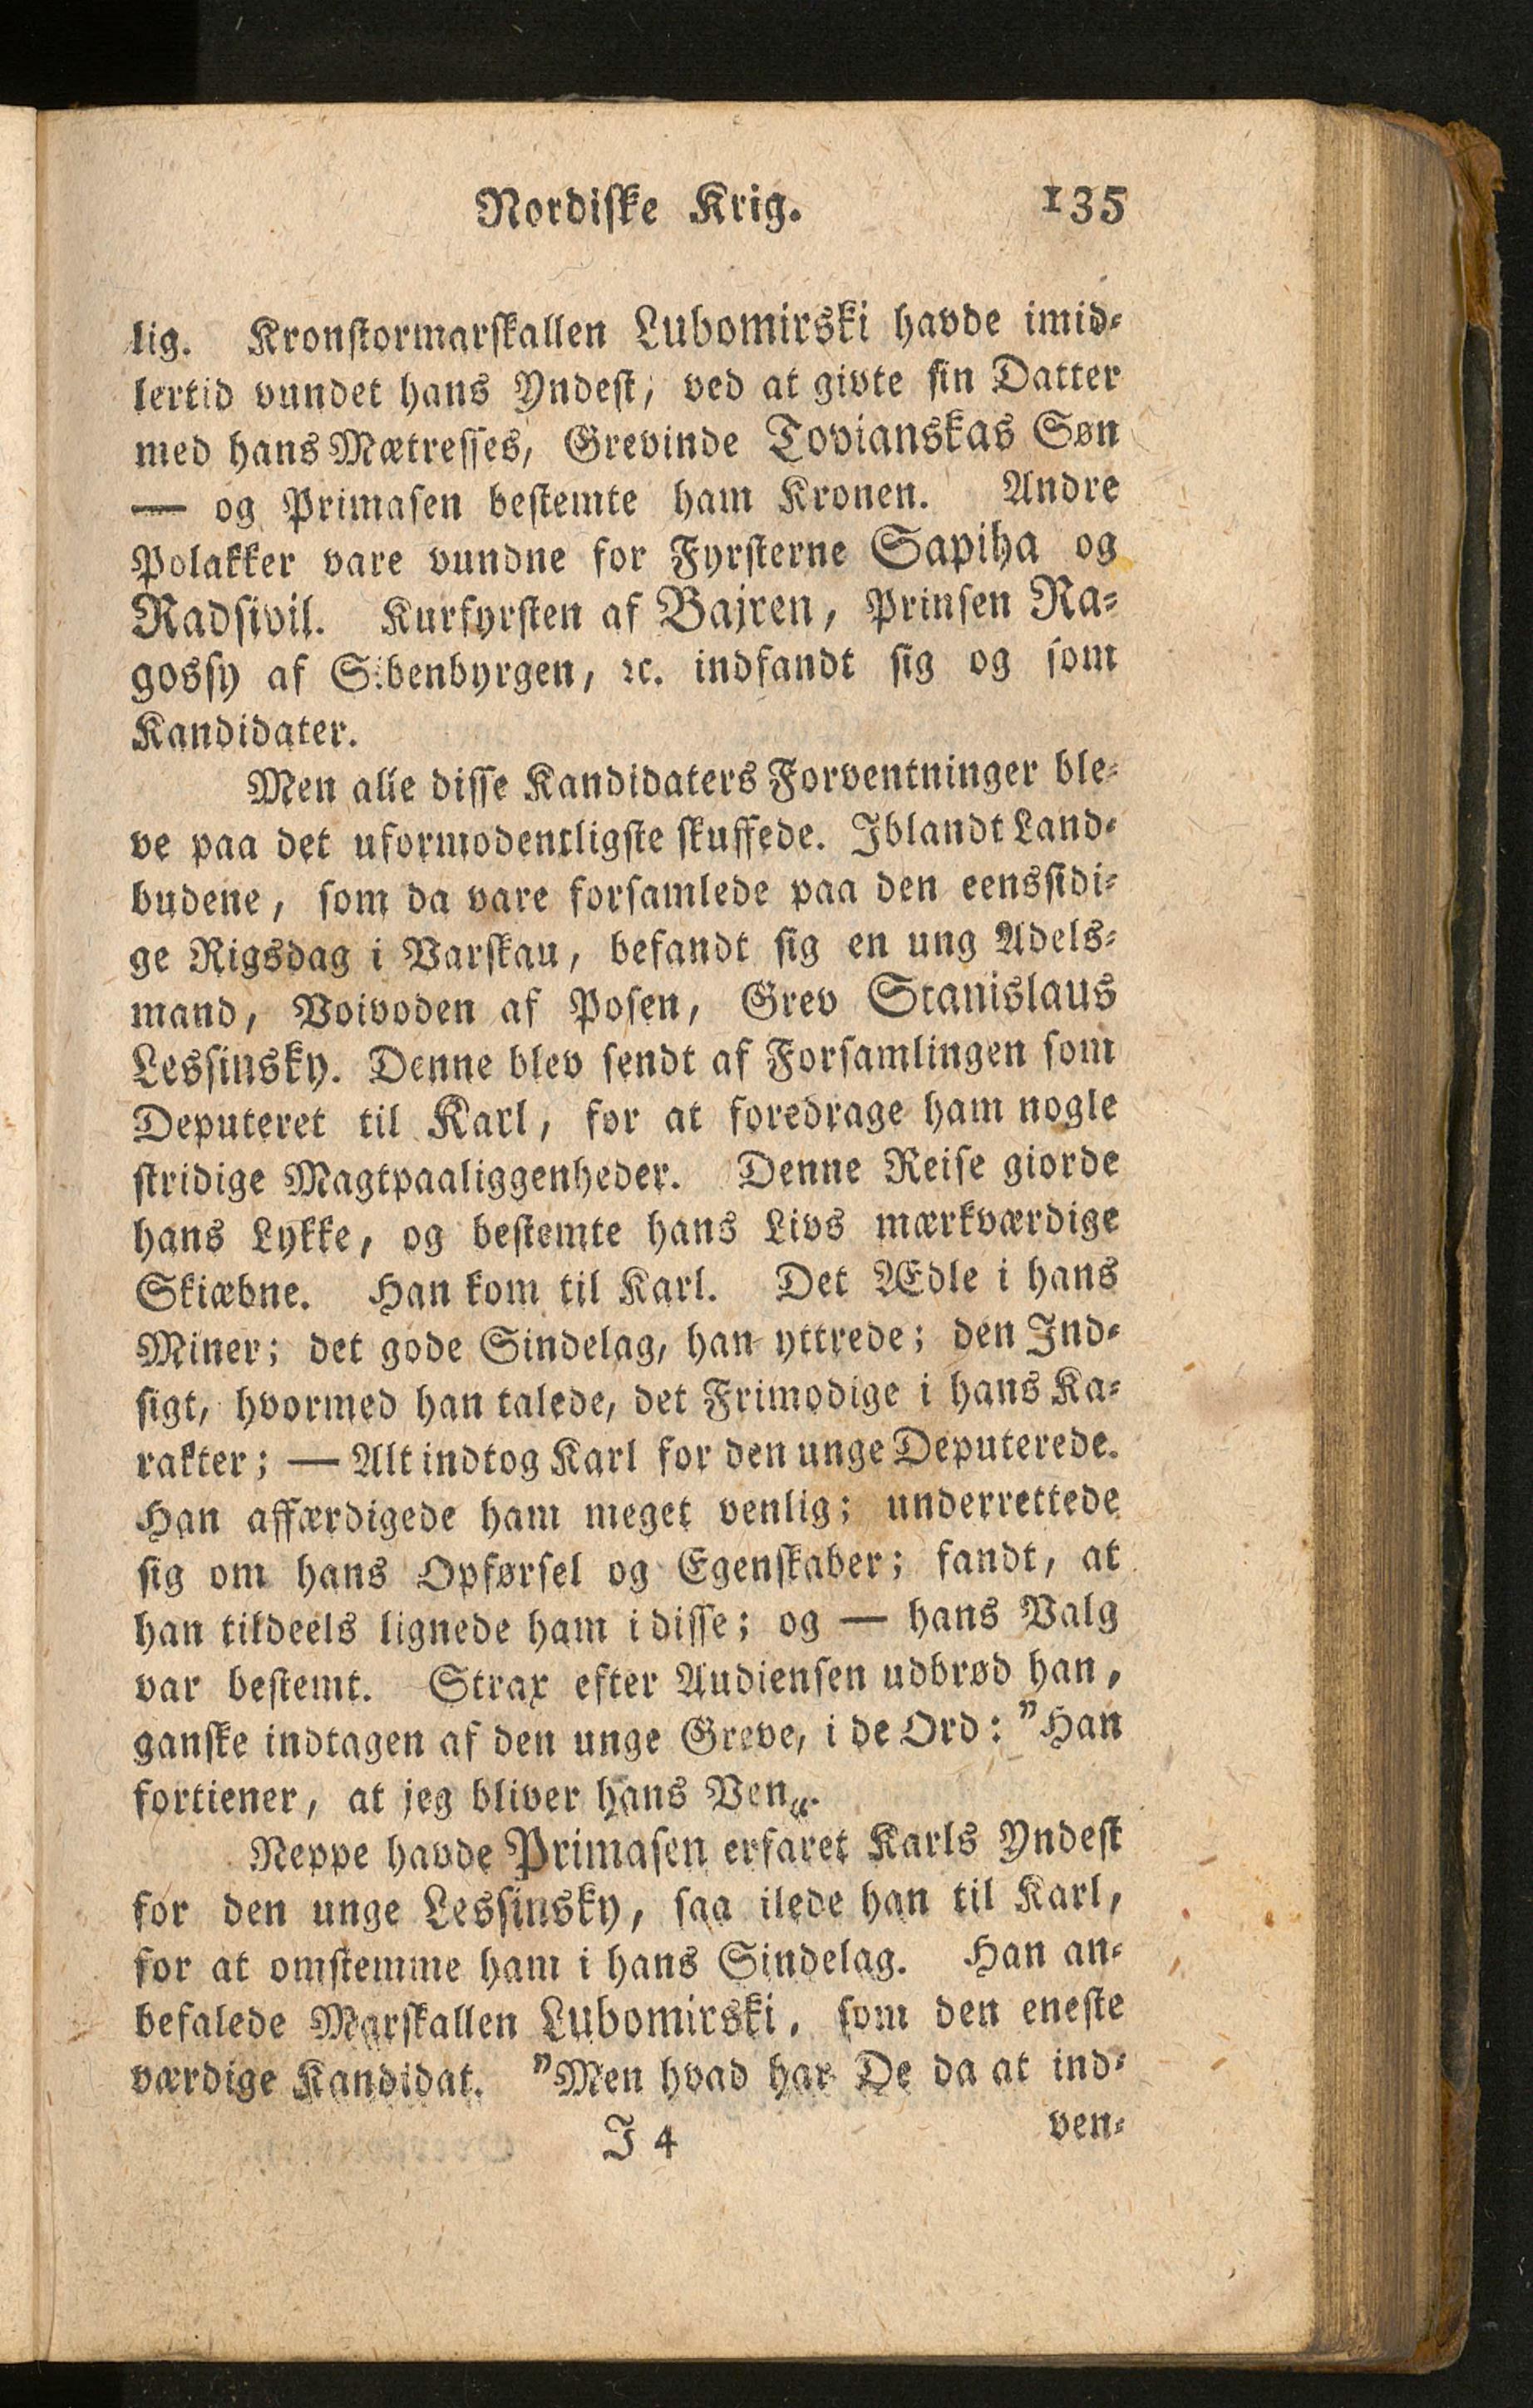 Nordiske Krig. 135
lig. Kronstormarskallen Lubomirski havde imid-
lertid vundet hans Yndest, ved at givte sin Datter
med hans Mætresses, Grevinde Tovianskas Søn
— og Primasen bestemte ham Kronen. Andre
Polakker vare vundne for Fyrsterne Sapiha og
Radsivil. Kurfyrsten af Bajren, Prinsen Ra-
gossy af Sibenbyrgen, ꝛc. indfandt sig og som
Kandidater.
Men alle disse Kandidaters Forventninger ble-
ve paa det uformodentligste skuffede. Iblandt Land-
budene, som da vare forsamlede paa den eenssidi-
ge Rigsdag i Varskau, befandt sig en ung Adels-
mand, Voivoden af Posen, Grev Stanislaus
Lessinsky. Denne blev sendt af Forsamlingen som
Deputeret til Karl, for at foredrage ham nogle
stridige Magtpaaliggenheder. Denne Reise giorde
hans Lykke, og bestemte hans Livs mærkværdige
Skiæbne. Han kom til Karl. Det Ædle i hans
Miner; det gode Sindelag, han yttrede; den Ind-
sigt, hvormed han talede, det Frimodige i hans Ka-
rakter; — Alt indtog Karl for den unge Deputerede.
Han affærdigede ham meget venlig; underrettede
sig om hans Opførsel og Egenskaber; fandt, at
han tildeels lignede ham i disse; og — hans Valg
var bestemt. Strax efter Audiensen udbrød han,
ganske indtagen af den unge Greve, i de Ord: ”Han
fortiener, at jeg bliver hans Ven„.
Neppe havde Primasen erfaret Karls Yndest
for den unge Lessinsky, saa ilede han til Karl,
for at omstemme ham i hans Sindelag. Han an-
befalede Marskallen Lubomirski, som den eneste
værdige Kandidat. ”Men hvad har De da at ind-
I 4 ven-